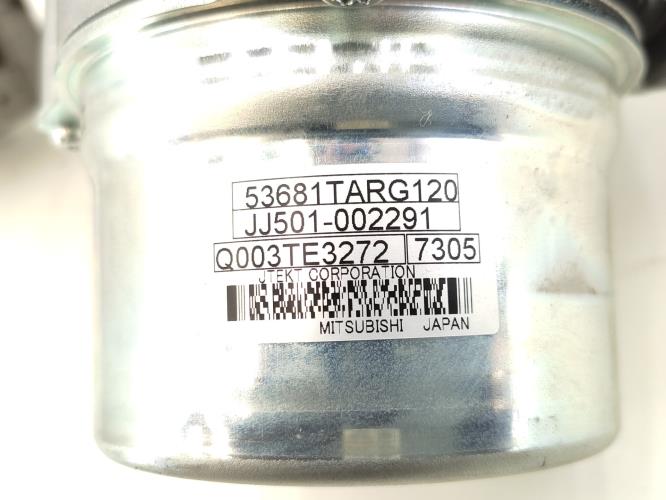 53681TARG120
JJ501-002291
Q003TE3272 7305
JTEKT CORPORATION
MITSUBISHI JAPAN